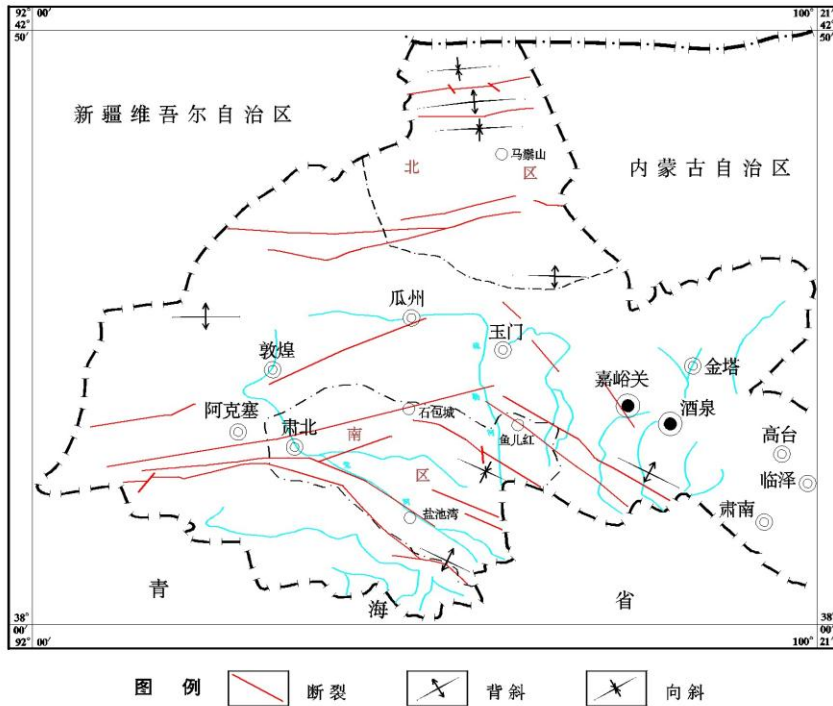 92° 00′
100° 21′
42° 50′
42° 50′
新疆维吾尔自治区
内蒙古自治区
马鬃山
北 区
瓜州
玉门
敦煌
嘉峪关
金塔
酒泉
阿克塞
肃北
石包城
鱼儿红
南 区
高台
临泽
肃南
盐池湾
青 海 省
38° 00′
38° 00′
92° 00′
100° 21′
图 例
断裂
背斜
向斜